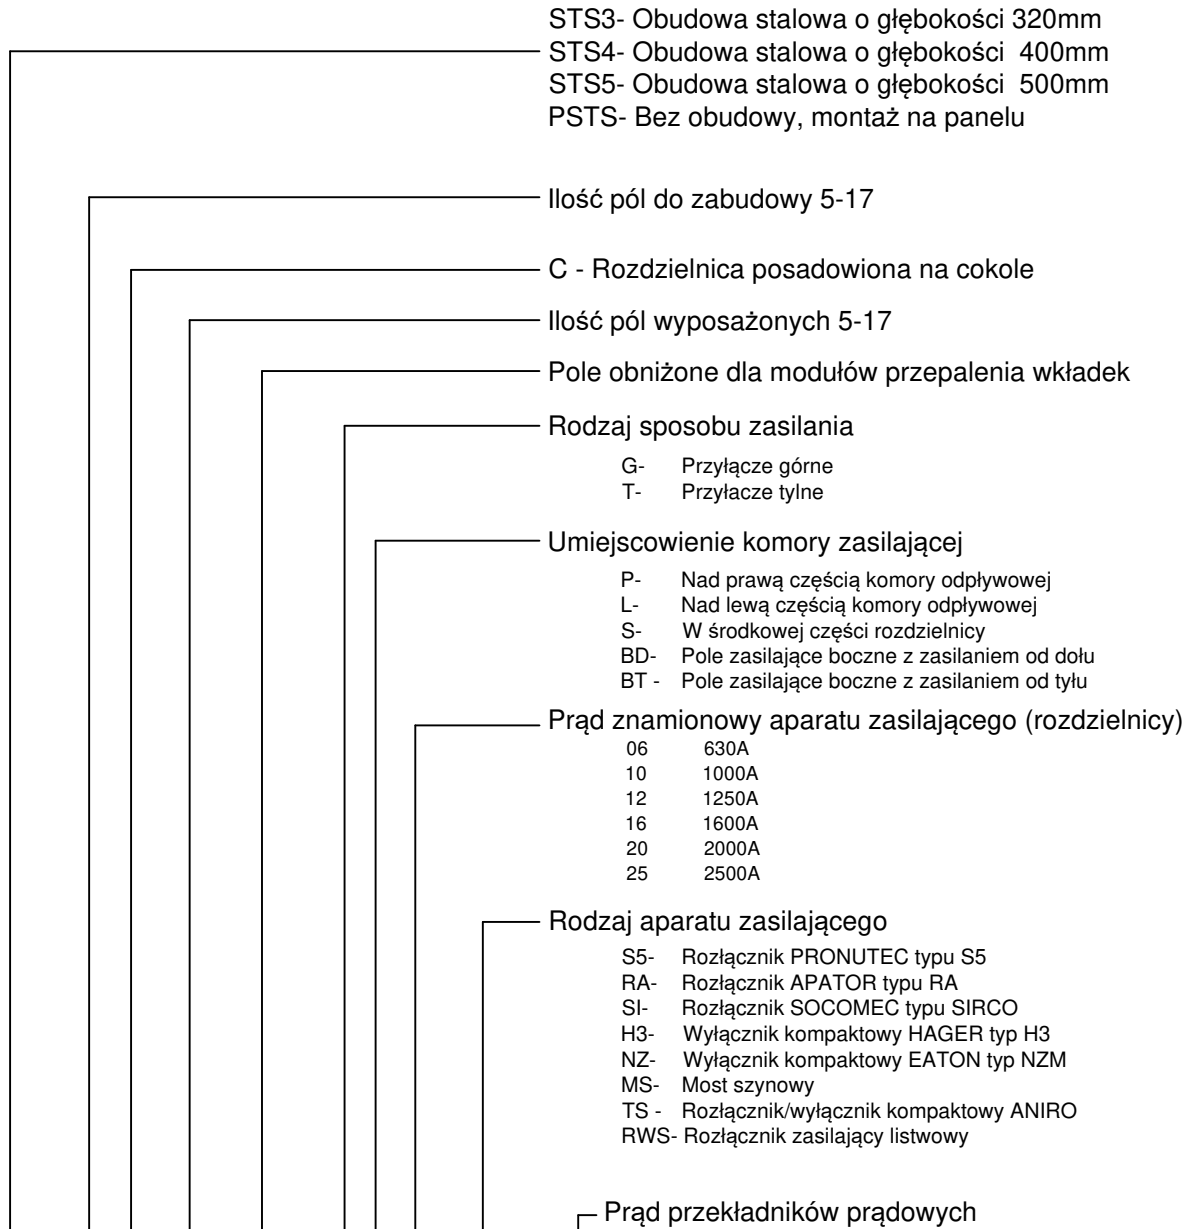 STS3- Obudowa stalowa o głębokości 320mm
STS4- Obudowa stalowa o głębokości 400mm
STS5- Obudowa stalowa o głębokości 500mm
PSTS- Bez obudowy, montaż na panelu
Ilość pól do zabudowy 5-17
C - Rozdzielnica posadowiona na cokole
Ilość pól wyposażonych 5-17
Pole obniżone dla modułów przepalenia wkładek
Rodzaj sposobu zasilania
G- Przyłącze górne
T- Przyłacze tylne
Umiejscowienie komory zasilającej
P- Nad prawą częścią komory odpływowej
L- Nad lewą częścią komory odpływowej
S- W środkowej części rozdzielnicy
BD- Pole zasilające boczne z zasilaniem od dołu
BT - Pole zasilające boczne z zasilaniem od tyłu
Prąd znamionowy aparatu zasilającego (rozdzielnicy)
06 630A
10 1000A
12 1250A
16 1600A
20 2000A
25 2500A
Rodzaj aparatu zasilającego
S5- Rozłącznik PRONUTEC typu S5
RA- Rozłącznik APATOR typu RA
SI- Rozłącznik SOCOMEC typu SIRCO
H3- Wyłącznik kompaktowy HAGER typ H3
NZ- Wyłącznik kompaktowy EATON typ NZM
MS- Most szynowy
TS - Rozłącznik/wyłącznik kompaktowy ANIRO
RWS- Rozłącznik zasilający listwowy
Prąd przekładników prądowych